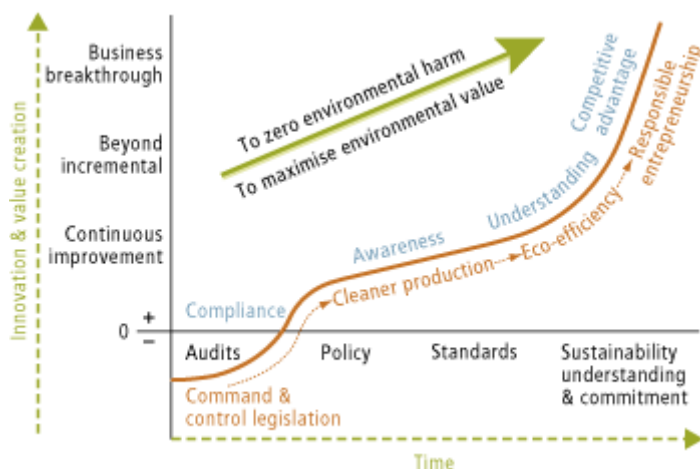 Innovation & value creation
Business
breakthrough
Beyond
incremental
Continuous
improvement
0
+
−
To zero environmental harm
To maximise environmental value
Compliance
Awareness
Understanding
Competitive
advantage
Cleaner production
Eco-efficiency
Responsible
entrepreneurship
Audits
Policy
Standards
Sustainability
understanding
& commitment
Command &
control legislation
Time